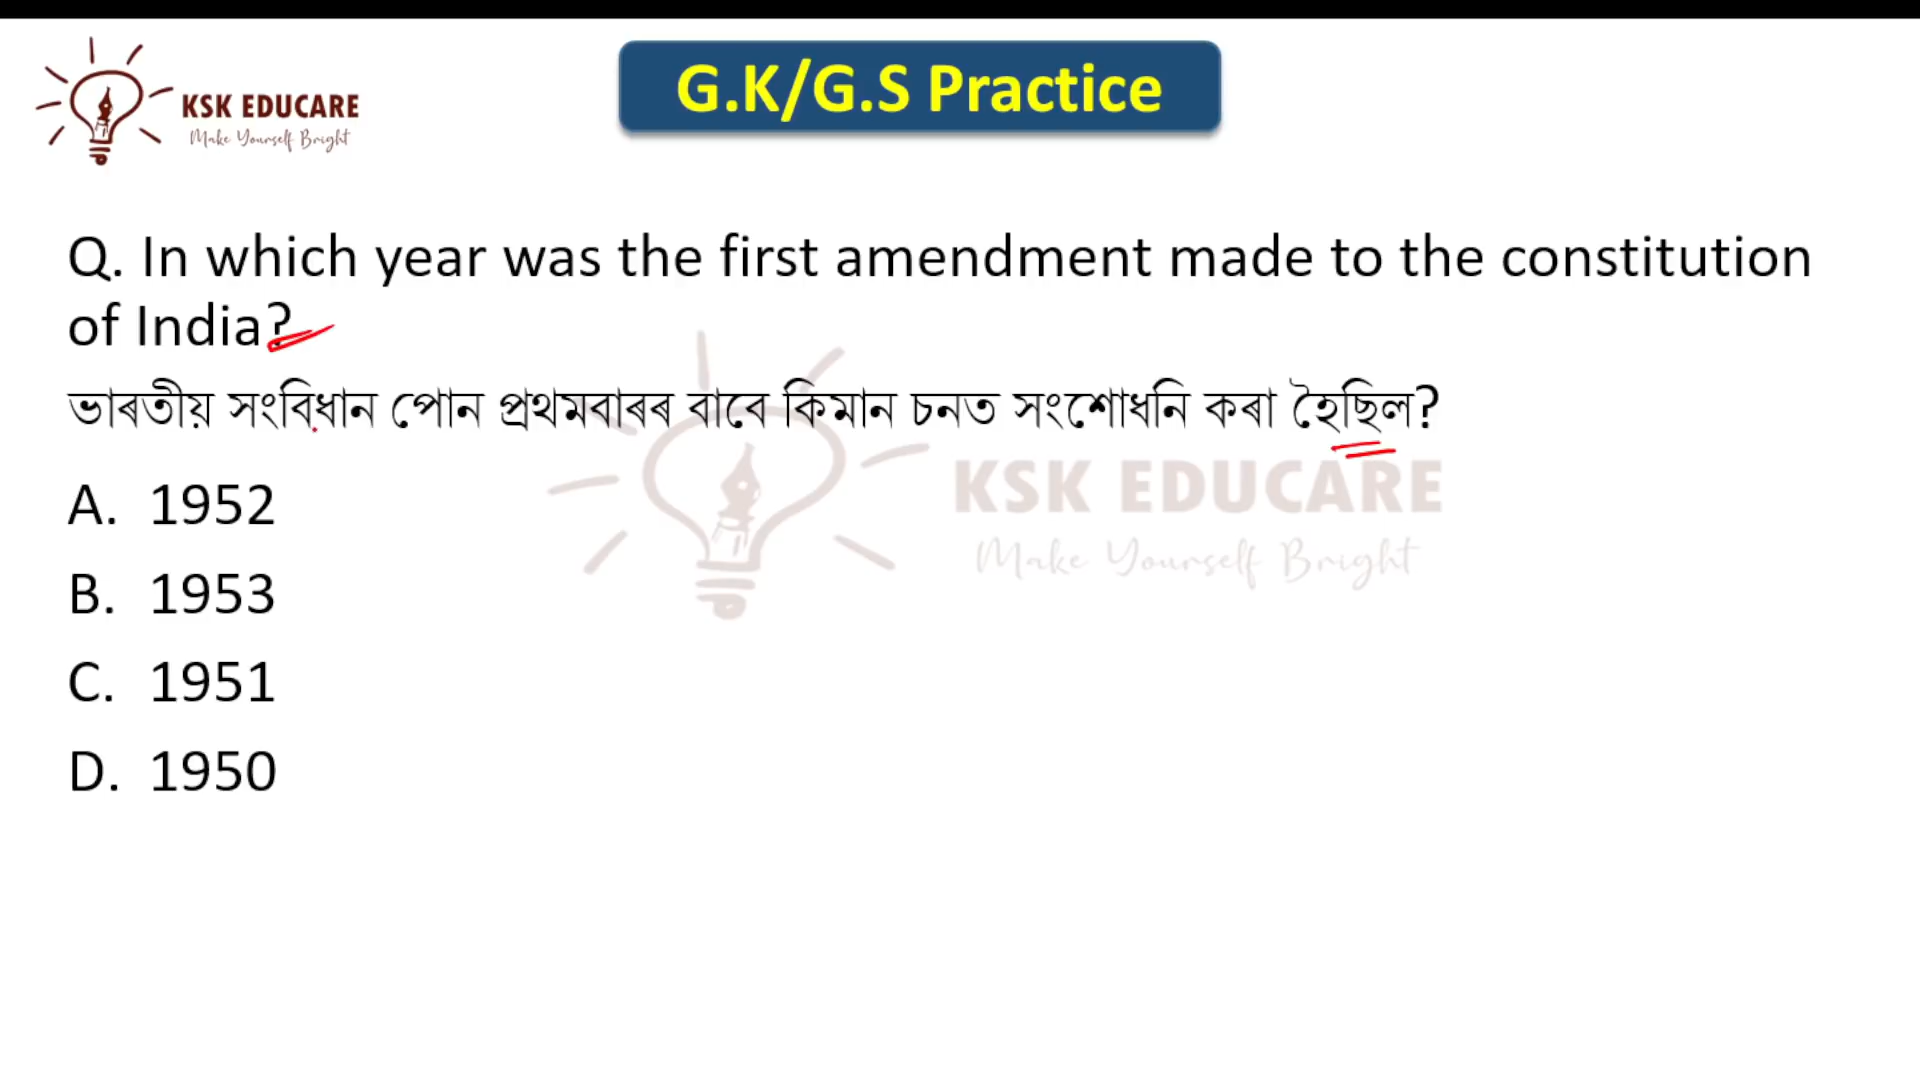 KSK EDUCARE
Make Yourself Bright
G.K/G.S Practice
Q. In which year was the first amendment made to the constitution
of India?
ভাৰতীয় সংবিধান পোন প্ৰথমবাৰৰ বাবে কিমান চনত সংশোধনি কৰা হৈছিল?
KSK EDUCARE
Make Yourself Bright
A. 1952
B. 1953
C. 1951
D. 1950